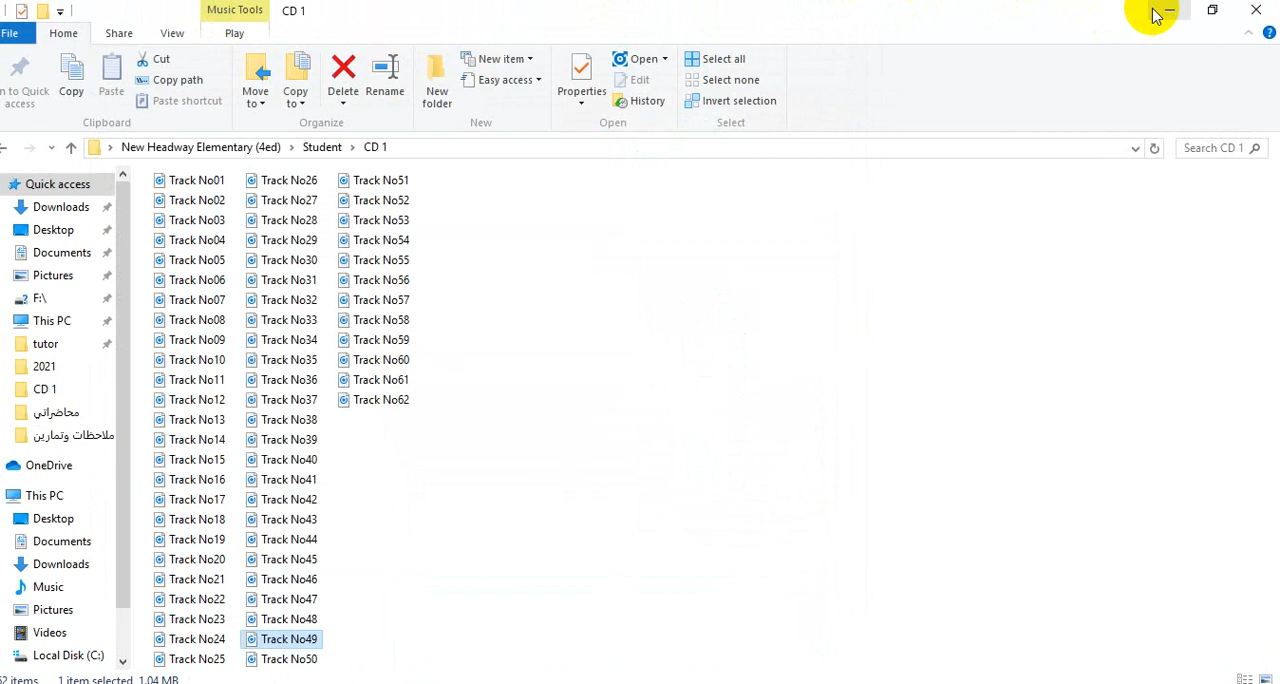 Music Tools CD 1
File Home Share View Play
n to Quick access
Copy
Paste
Cut
Copy path
Paste shortcut
Clipboard
Move to
Copy to
Delete
Rename
Organize
New folder
New item
Easy access
New
Properties
Open
Edit
History
Open
Select all
Select none
Invert selection
Select
New Headway Elementary (4ed) Student CD 1
Search CD 1
Quick access
Downloads
Desktop
Documents
Pictures
F:\
This PC
tutor
2021
CD 1
محاضراتي
ملاحظات وتمارين
OneDrive
This PC
Desktop
Documents
Downloads
Music
Pictures
Videos
Local Disk (C:)
Track No01
Track No02
Track No03
Track No04
Track No05
Track No06
Track No07
Track No08
Track No09
Track No10
Track No11
Track No12
Track No13
Track No14
Track No15
Track No16
Track No17
Track No18
Track No19
Track No20
Track No21
Track No22
Track No23
Track No24
Track No25
Track No26
Track No27
Track No28
Track No29
Track No30
Track No31
Track No32
Track No33
Track No34
Track No35
Track No36
Track No37
Track No38
Track No39
Track No40
Track No41
Track No42
Track No43
Track No44
Track No45
Track No46
Track No47
Track No48
Track No49
Track No50
Track No51
Track No52
Track No53
Track No54
Track No55
Track No56
Track No57
Track No58
Track No59
Track No60
Track No61
Track No62
2 items 1 item selected 1.04 MB